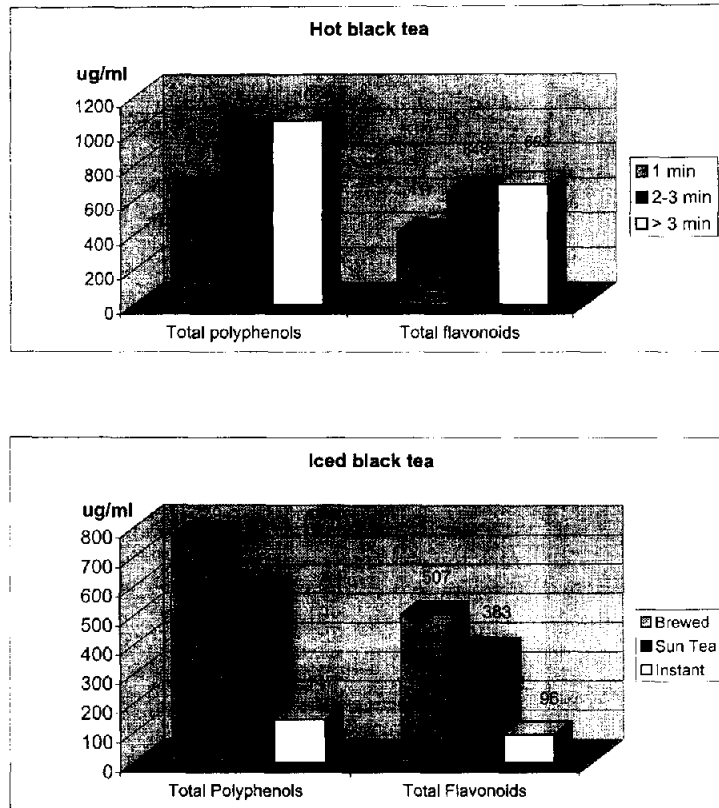 Hot black tea
ug/ml
1200
1000
800
600
400
200
0
Total polyphenols Total flavonoids
1 min
2-3 min
> 3 min
Iced black tea
ug/ml
800
700
600
500
400
300
200
100
0
507
383
96
Total Polyphenols Total Flavonoids
Brewed
Sun Tea
Instant